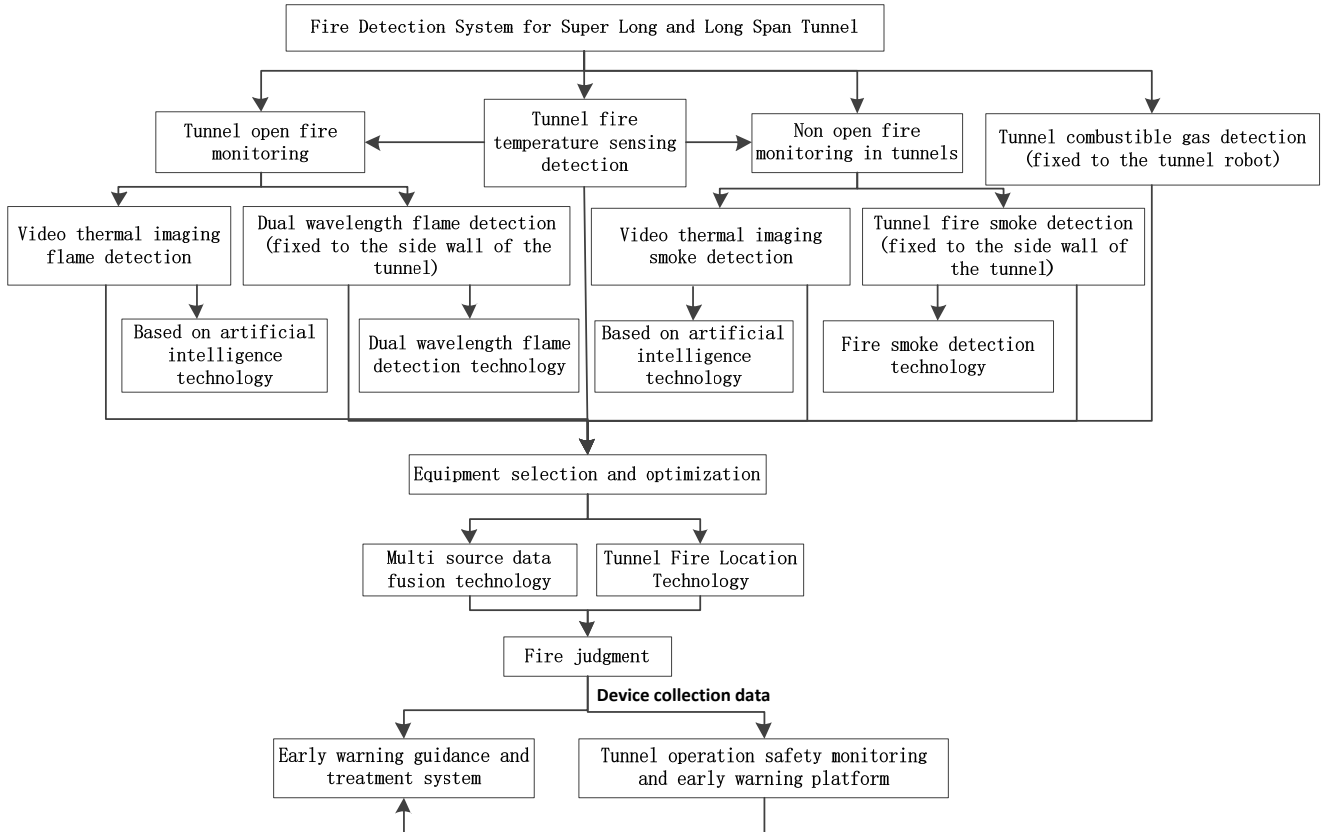 Fire Detection System for Super Long and Long Span Tunnel
Tunnel open fire
monitoring
Tunnel fire
temperature sensing
detection
Non open fire
monitoring in tunnels
Tunnel combustible gas detection
(fixed to the tunnel robot)
Video thermal imaging
flame detection
Dual wavelength flame detection
(fixed to the side wall of the
tunnel)
Video thermal imaging
smoke detection
Tunnel fire smoke detection
(fixed to the side wall of
the tunnel)
Based on artificial
intelligence
technology
Dual wavelength flame
detection technology
Based on artificial
intelligence
technology
Fire smoke detection
technology
Equipment selection and optimization
Multi source data
fusion technology
Tunnel Fire Location
Technology
Fire judgment
Device collection data
Early warning guidance and
treatment system
Tunnel operation safety monitoring
and early warning platform